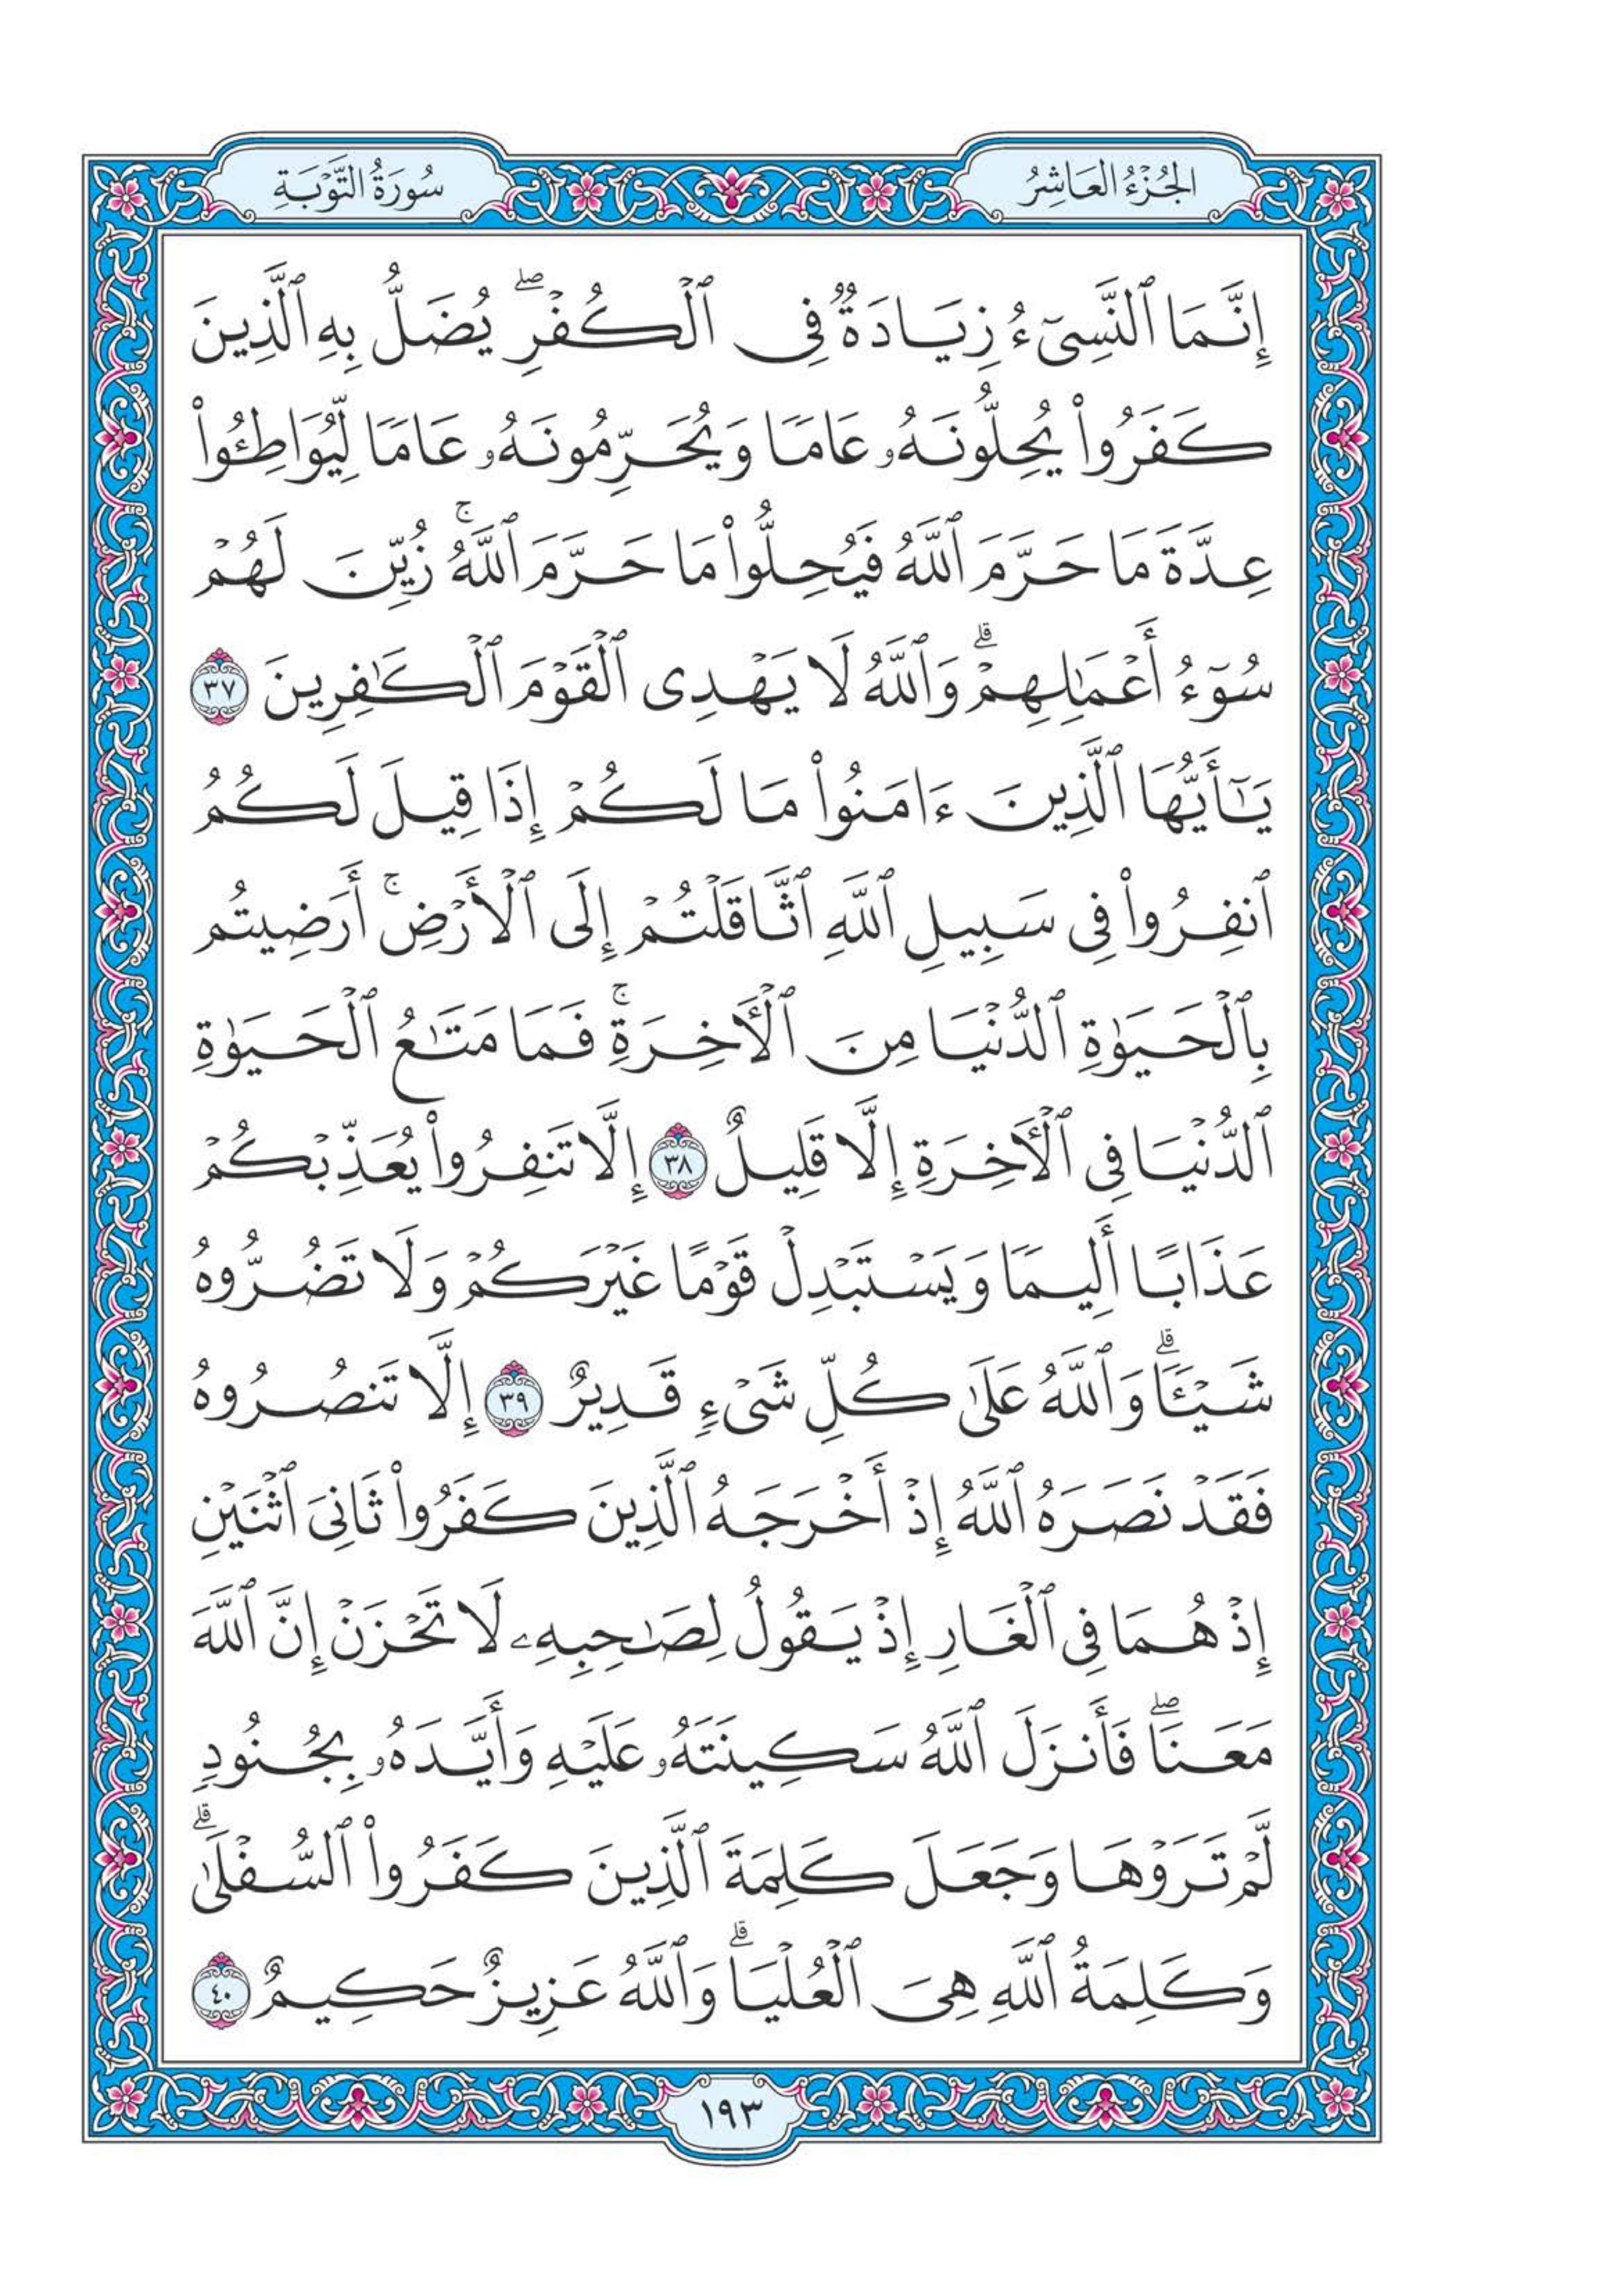 الجُزْءُ العَاشِرُ
سُورَةُ التَّوْبَةِ
إِنَّمَا ٱلنَّسِىٓءُ زِيَادَةٌ فِى ٱلْكُفْرِ ۖ يُضَلُّ بِهِ ٱلَّذِينَ
كَفَرُوا۟ يُحِلُّونَهُۥ عَامًا وَيُحَرِّمُونَهُۥ عَامًا لِّيُوَاطِـُٔوا۟
عِدَّةَ مَا حَرَّمَ ٱللَّهُ فَيُحِلُّوا۟ مَا حَرَّمَ ٱللَّهُ ۚ زُيِّنَ لَهُمْ
سُوٓءُ أَعْمَٰلِهِمْ ۗ وَٱللَّهُ لَا يَهْدِى ٱلْقَوْمَ ٱلْكَٰفِرِينَ ٣٧
يَٰٓأَيُّهَا ٱلَّذِينَ ءَامَنُوا۟ مَا لَكُمْ إِذَا قِيلَ لَكُمُ
ٱنفِرُوا۟ فِى سَبِيلِ ٱللَّهِ ٱثَّاقَلْتُمْ إِلَى ٱلْأَرْضِ ۚ أَرَضِيتُم
بِٱلْحَيَوٰةِ ٱلدُّنْيَا مِنَ ٱلْأَخِرَةِ ۚ فَمَا مَتَٰعُ ٱلْحَيَوٰةِ
ٱلدُّنْيَا فِى ٱلْأَخِرَةِ إِلَّا قَلِيلٌ ٣٨ إِلَّا تَنفِرُوا۟ يُعَذِّبْكُمْ
عَذَابًا أَلِيمًا وَيَسْتَبْدِلْ قَوْمًا غَيْرَكُمْ وَلَا تَضُرُّوهُ
شَيْـًٔا ۗ وَٱللَّهُ عَلَىٰ كُلِّ شَىْءٍ قَدِيرٌ ٣٩ إِلَّا تَنصُرُوهُ
فَقَدْ نَصَرَهُ ٱللَّهُ إِذْ أَخْرَجَهُ ٱلَّذِينَ كَفَرُوا۟ ثَانِىَ ٱثْنَيْنِ
إِذْ هُمَا فِى ٱلْغَارِ إِذْ يَقُولُ لِصَٰحِبِهِۦ لَا تَحْزَنْ إِنَّ ٱللَّهَ
مَعَنَا ۖ فَأَنزَلَ ٱللَّهُ سَكِينَتَهُۥ عَلَيْهِ وَأَيَّدَهُۥ بِجُنُودٍ
لَّمْ تَرَوْهَا وَجَعَلَ كَلِمَةَ ٱلَّذِينَ كَفَرُوا۟ ٱلسُّفْلَىٰ ۗ
وَكَلِمَةُ ٱللَّهِ هِىَ ٱلْعُلْيَا ۗ وَٱللَّهُ عَزِيزٌ حَكِيمٌ ٤٠
١٩٣